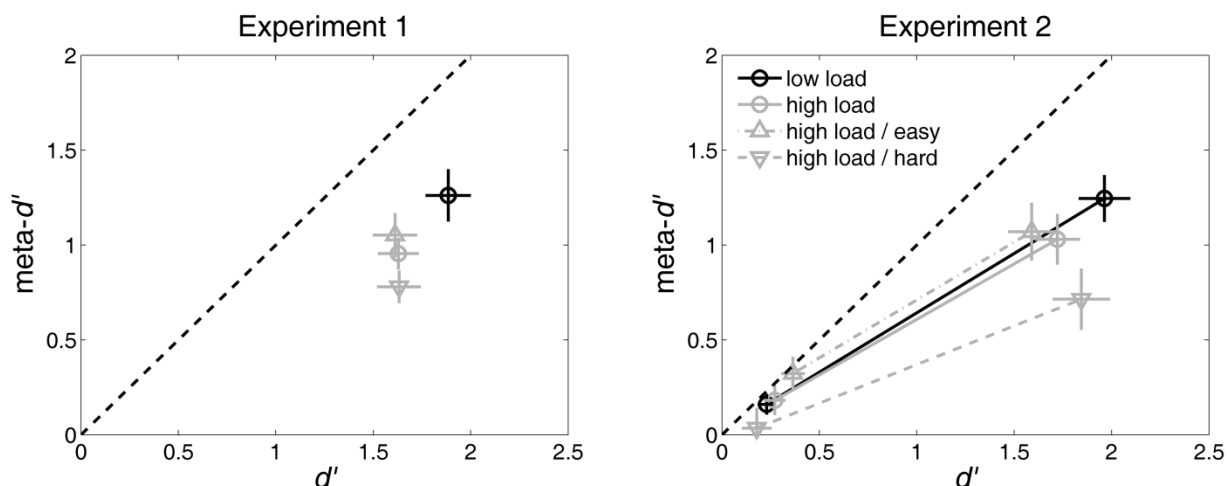 Experiment 1
2
1.5
1
0.5
0
0
0.5
1
1.5
2
2.5
meta-d'
d'
Experiment 2
2
1.5
1
0.5
0
0
0.5
1
1.5
2
2.5
meta-d'
d'
low load
high load
high load / easy
high load / hard